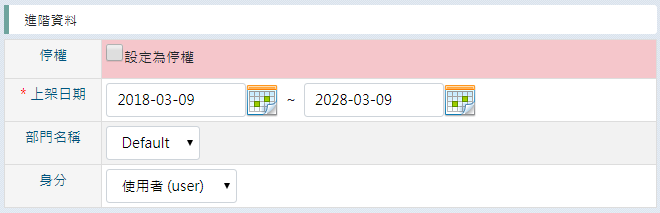 進階資料
停權 設定為停權
* 上架日期 2018-03-09 ~ 2028-03-09
部門名稱 Default
身分 使用者 (user)